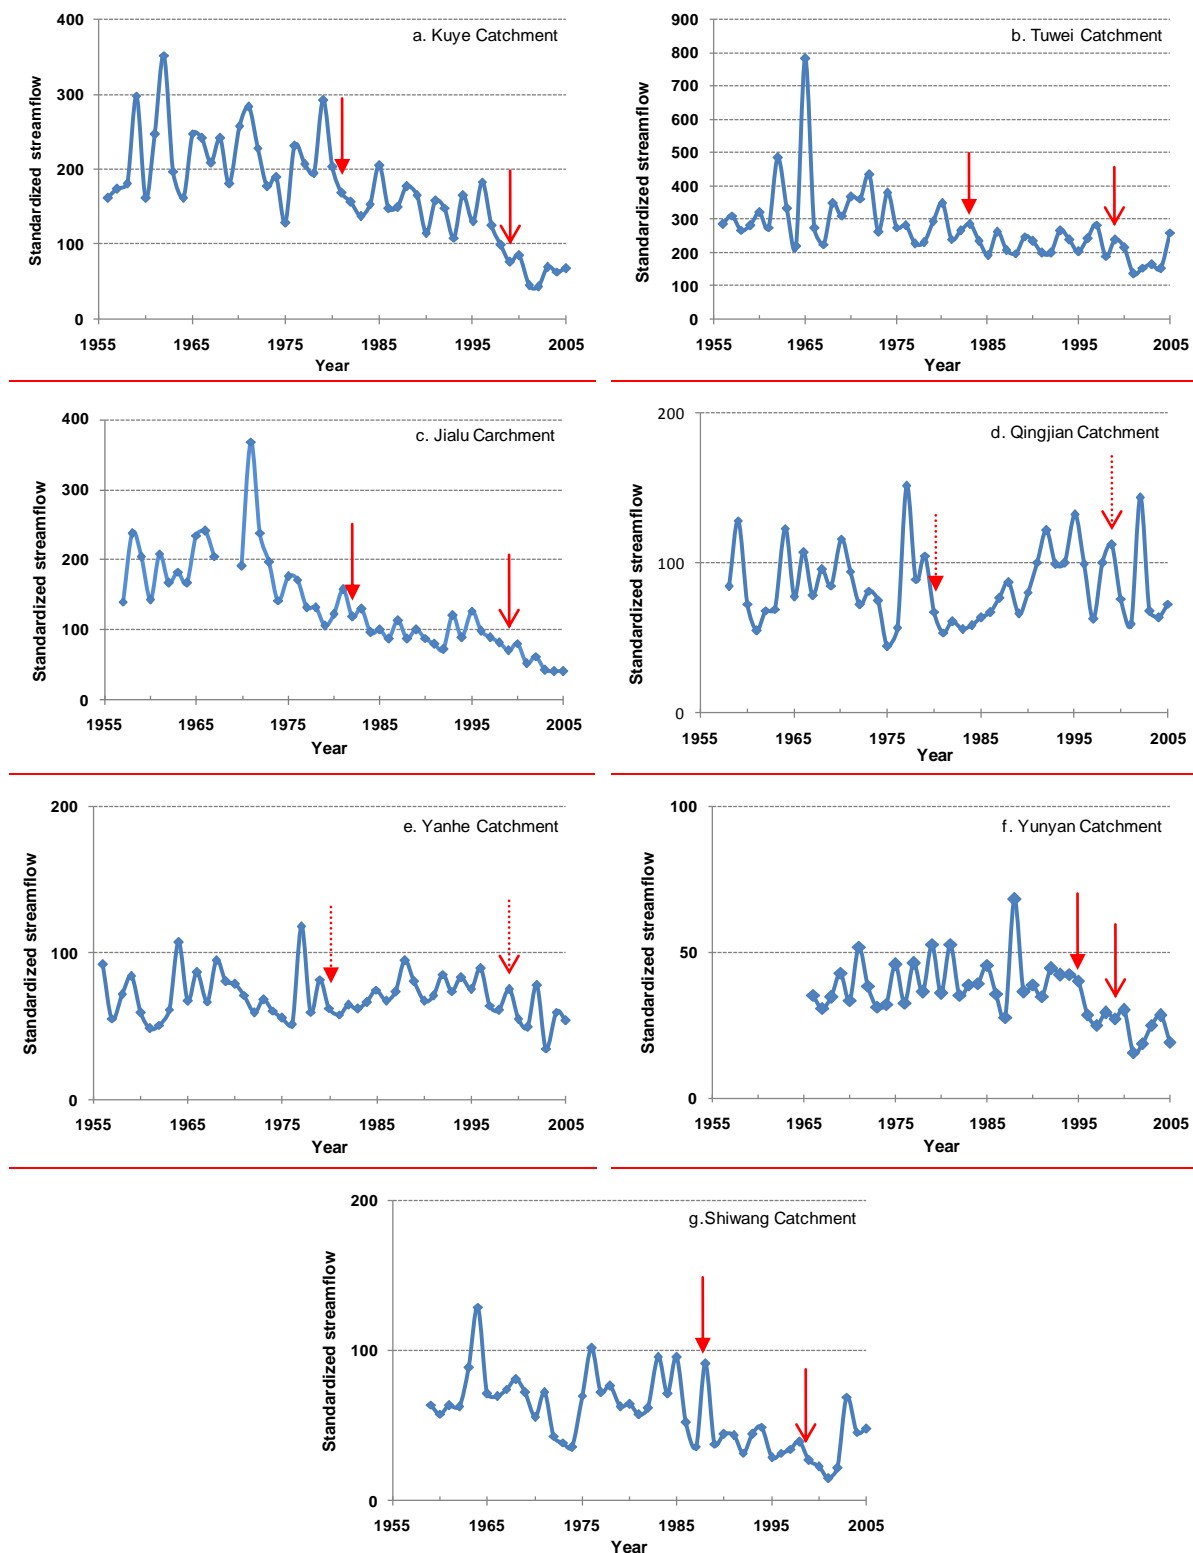 a. Kuye Catchment
Standardized streamflow
400
300
200
100
0
1955 1965 1975 1985 1995 2005
Year
b. Tuwei Catchment
Standardized streamflow
900
800
700
600
500
400
300
200
100
0
1955 1965 1975 1985 1995 2005
Year
c. Jialu Carchment
Standardized streamflow
400
300
200
100
0
1955 1965 1975 1985 1995 2005
Year
d. Qingjian Catchment
Standardized streamflow
200
100
0
1955 1965 1975 1985 1995 2005
Year
e. Yanhe Catchment
Standardized streamflow
200
100
0
1955 1965 1975 1985 1995 2005
Year
f. Yunyan Catchment
Standardized streamflow
100
50
0
1955 1965 1975 1985 1995 2005
Year
g.Shiwang Catchment
Standardized streamflow
200
100
0
1955 1965 1975 1985 1995 2005
Year